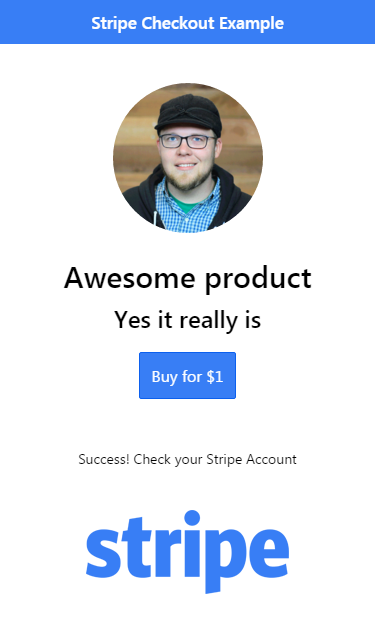 Stripe Checkout Example
Awesome product
Yes it really is
Buy for $1
Success! Check your Stripe Account
stripe